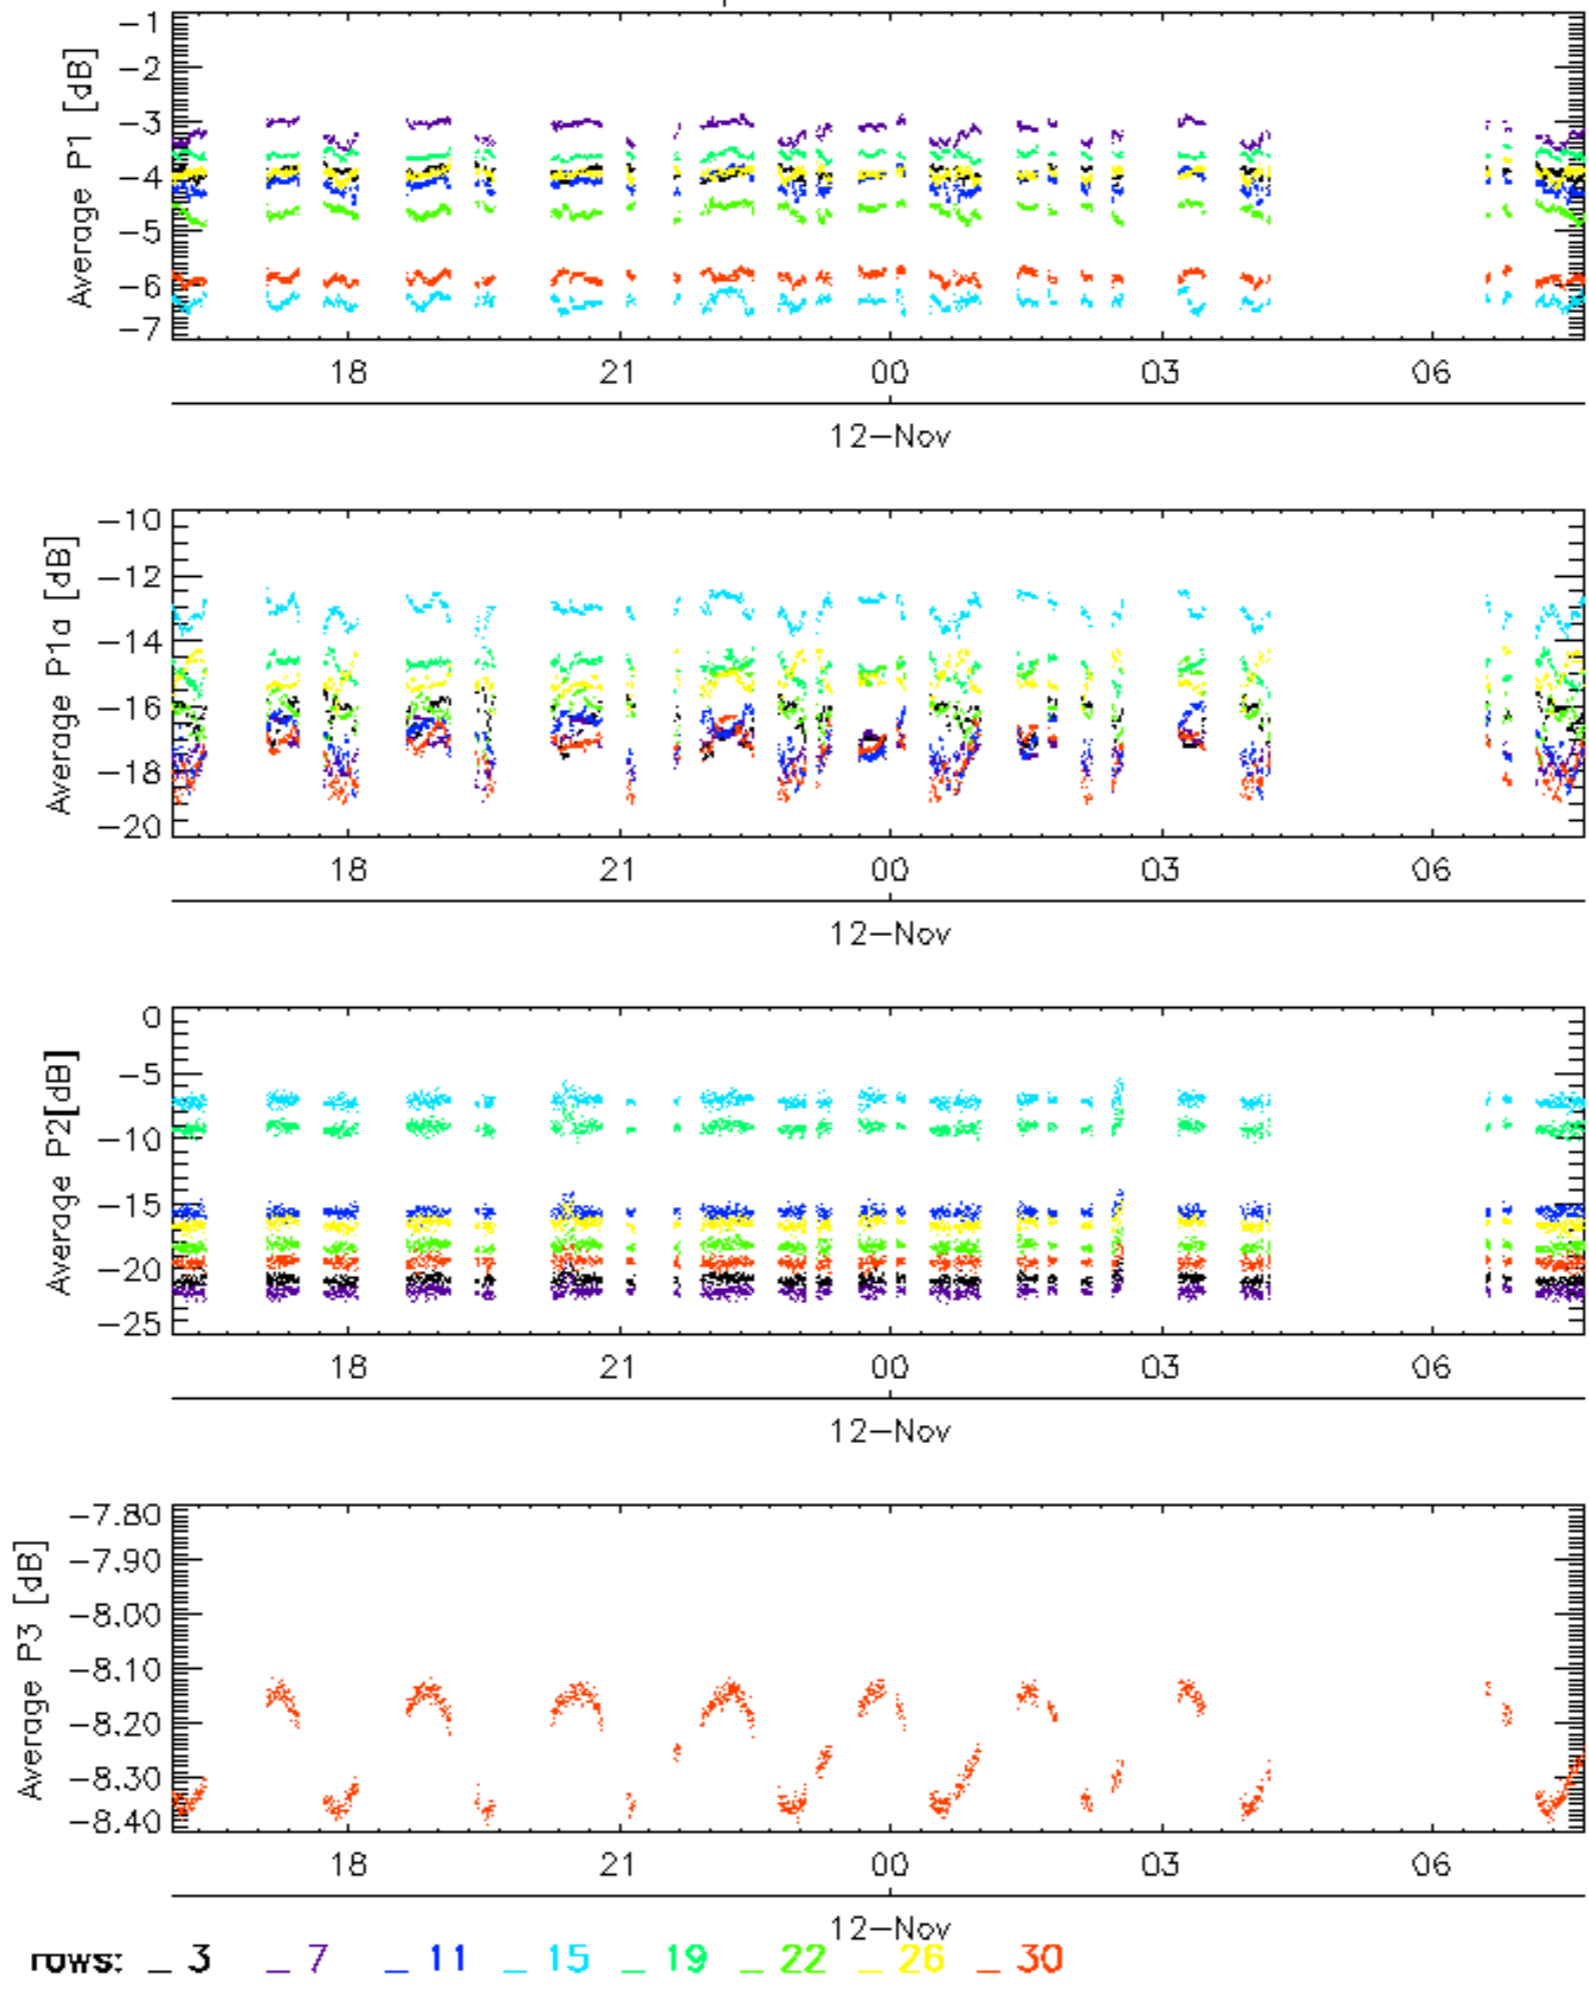 Average P1 [dB]
−1
−2
−3
−4
−5
−6
−7
18 21 00 03 06
12−Nov
Average P1a [dB]
−10
−12
−14
−16
−18
−20
18 21 00 03 06
12−Nov
Average P2[dB]
0
−5
−10
−15
−20
−25
18 21 00 03 06
12−Nov
Average P3 [dB]
−7.80
−7.90
−8.00
−8.10
−8.20
−8.30
−8.40
18 21 00 03 06
12−Nov
rows: _ 3 _ 7 _ 11 _ 15 _ 19 _ 22 _ 26 _ 30